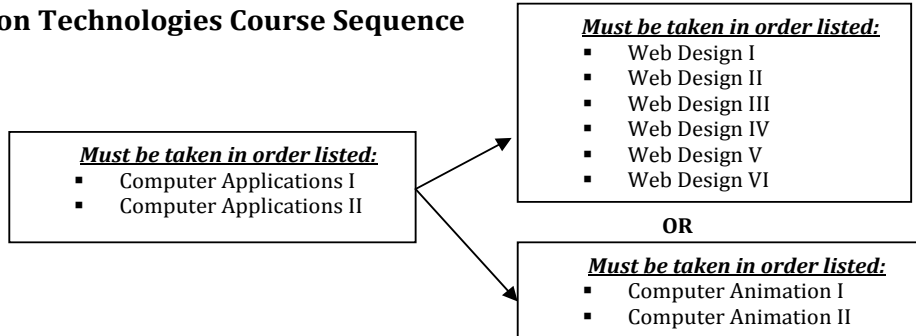 on Technologies Course Sequence
Must be taken in order listed:
▪ Computer Applications I
▪ Computer Applications II
Must be taken in order listed:
▪ Web Design I
▪ Web Design II
▪ Web Design III
▪ Web Design IV
▪ Web Design V
▪ Web Design VI
OR
Must be taken in order listed:
▪ Computer Animation I
▪ Computer Animation II